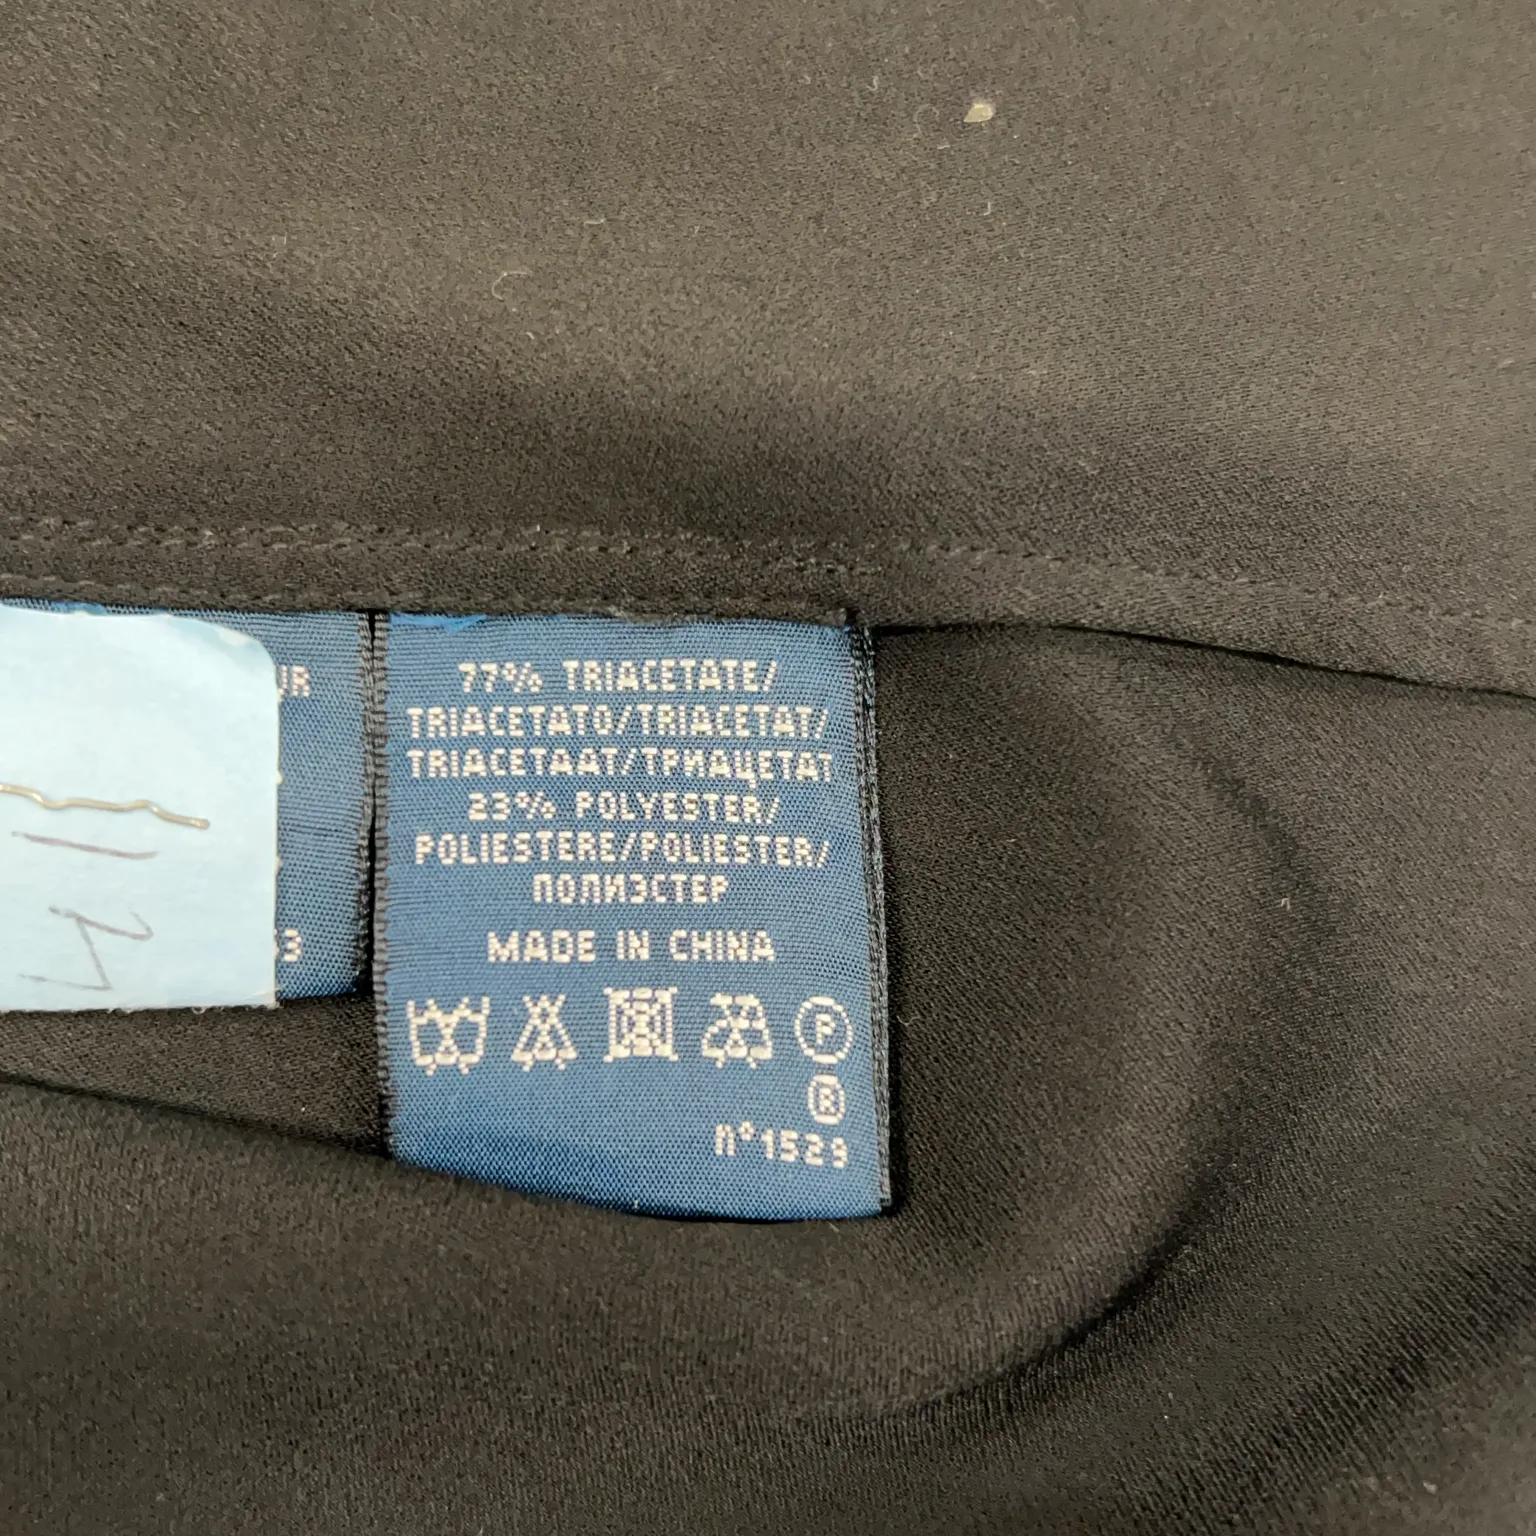 77% TRIACETATE/
TRIACETATO/TRIACETAT/
TRIACETAAT/ТРИАЦЕТАТ
23% POLYESTER/
POLIESTERE/POLIESTER/
ПОЛИЭСТЕР
MADE IN CHINA
P
R
n°1529